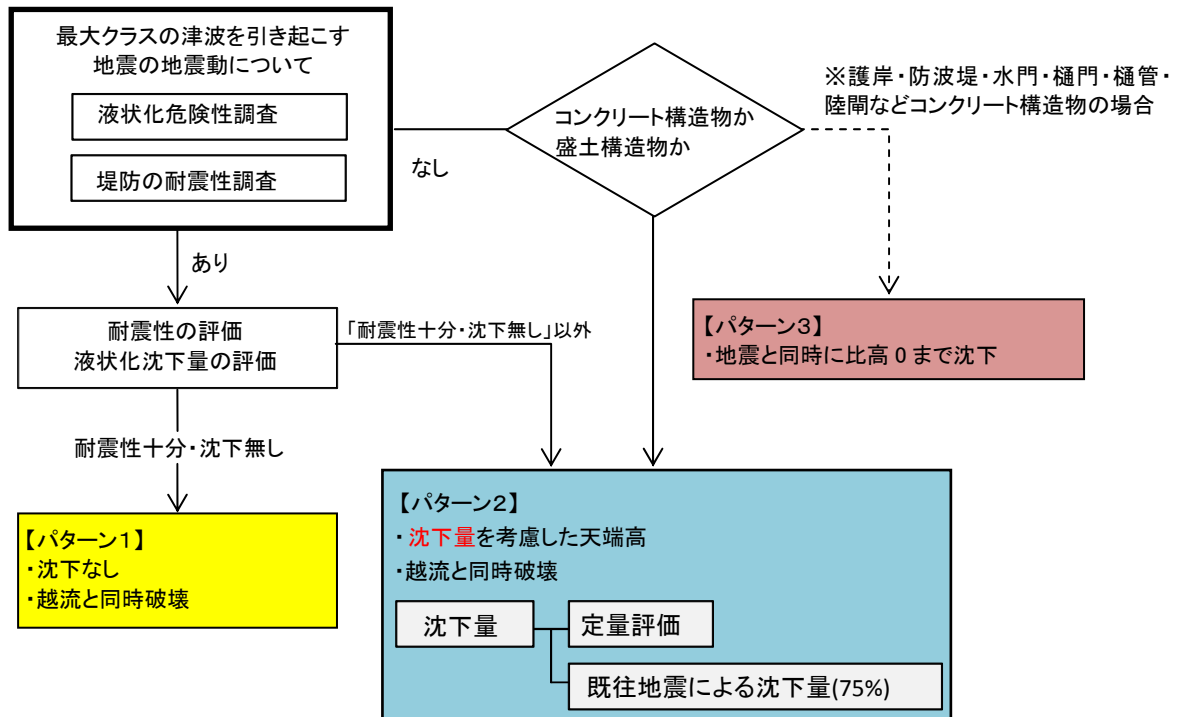 最大クラスの津波を引き起こす
地震の地震動について
液状化危険性調査
堤防の耐震性調査
なし
コンクリート構造物か
盛土構造物か
※護岸・防波堤・水門・樋門・樋管・
陸閘などコンクリート構造物の場合
あり
耐震性の評価
液状化沈下量の評価
「耐震性十分・沈下無し」以外
【パターン３】
・地震と同時に比高 0 まで沈下
耐震性十分・沈下無し
【パターン１】
・沈下なし
・越流と同時破壊
【パターン２】
・沈下量を考慮した天端高
・越流と同時破壊
沈下量
定量評価
既往地震による沈下量(75%)